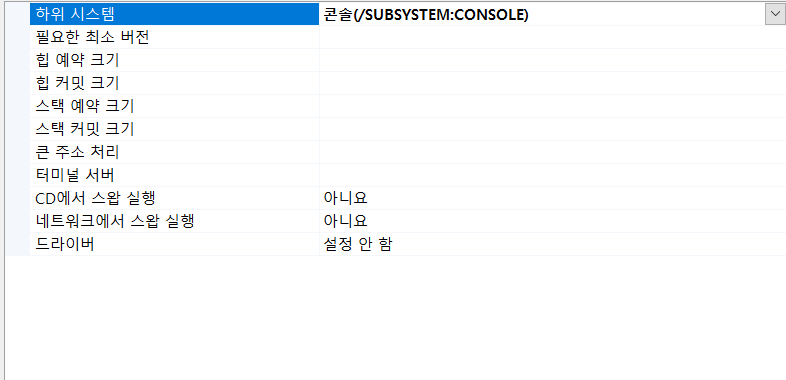 하위 시스템 콘솔(/SUBSYSTEM:CONSOLE)
필요한 최소 버전
힙 예약 크기
힙 커밋 크기
스택 예약 크기
스택 커밋 크기
큰 주소 처리
터미널 서버
CD에서 스왑 실행 아니요
네트워크에서 스왑 실행 아니요
드라이버 설정 안 함